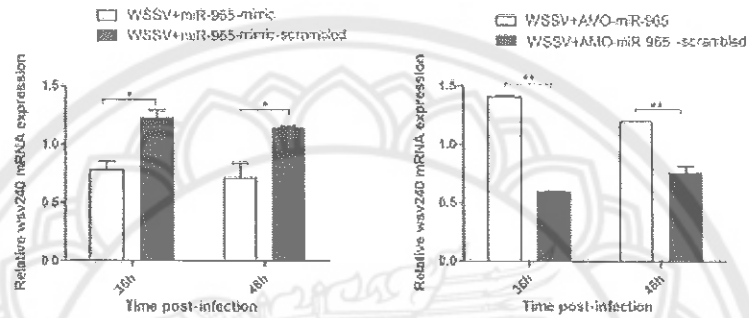 WSSV+miR-965-mimic
WSSV+miR-965-mimic-scrambled
Relative wsv240 mRNA expression
1.5
1.0
0.5
0.0
*
*
36h
48h
Time post-infection
WSSV+AMO-miR-965
WSSV+AMO-miR-965 -scrambled
Relative wsv240 mRNA expression
1.5
1.0
0.5
0.0
**
**
36h
48h
Time post-infection